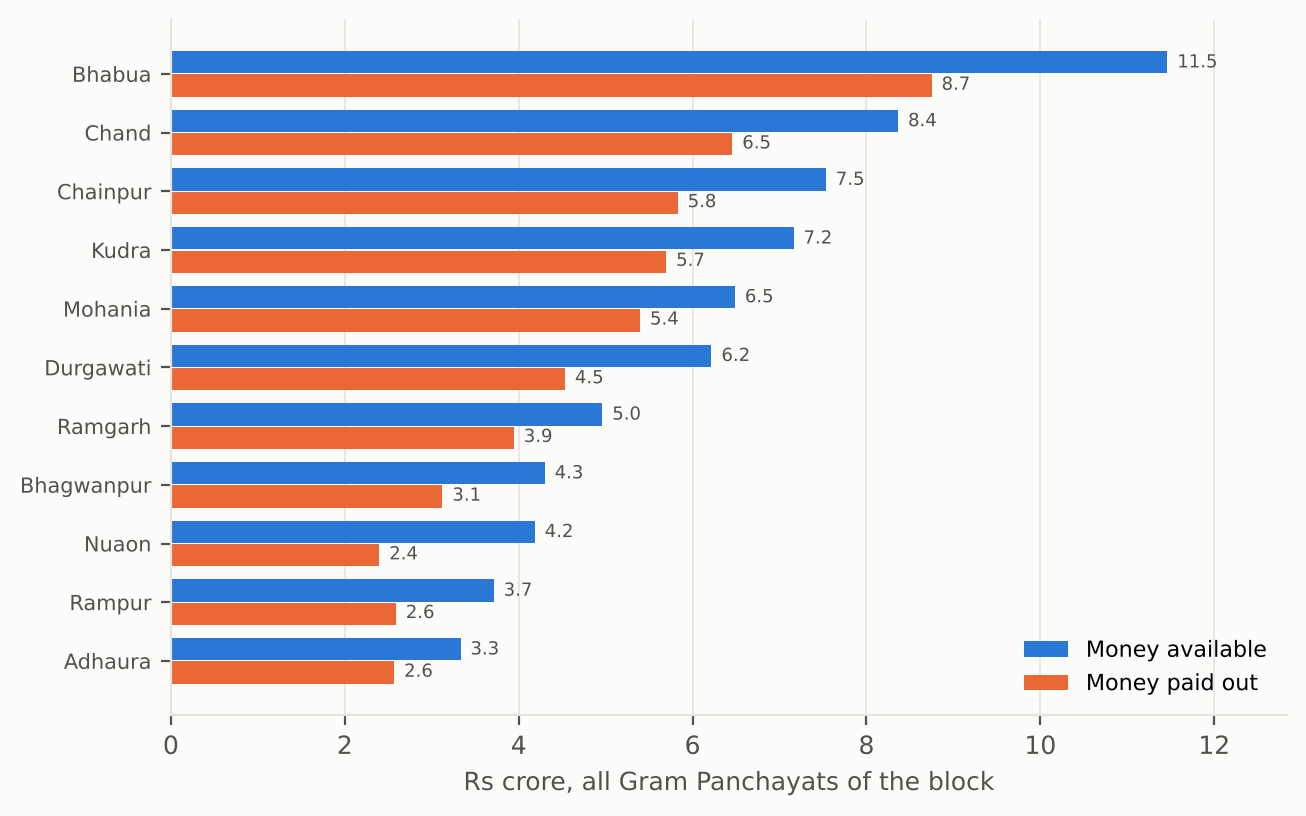 Bhabua 11.5
8.7
Chand 8.4
6.5
Chainpur 7.5
5.8
Kudra 7.2
5.7
Mohania 6.5
5.4
Durgawati 6.2
4.5
Ramgarh 5.0
3.9
Bhagwanpur 4.3
3.1
Nuaon 4.2
2.4
Rampur 3.7
2.6
Adhaura 3.3
2.6
Money available
Money paid out
0 2 4 6 8 10 12
Rs crore, all Gram Panchayats of the block